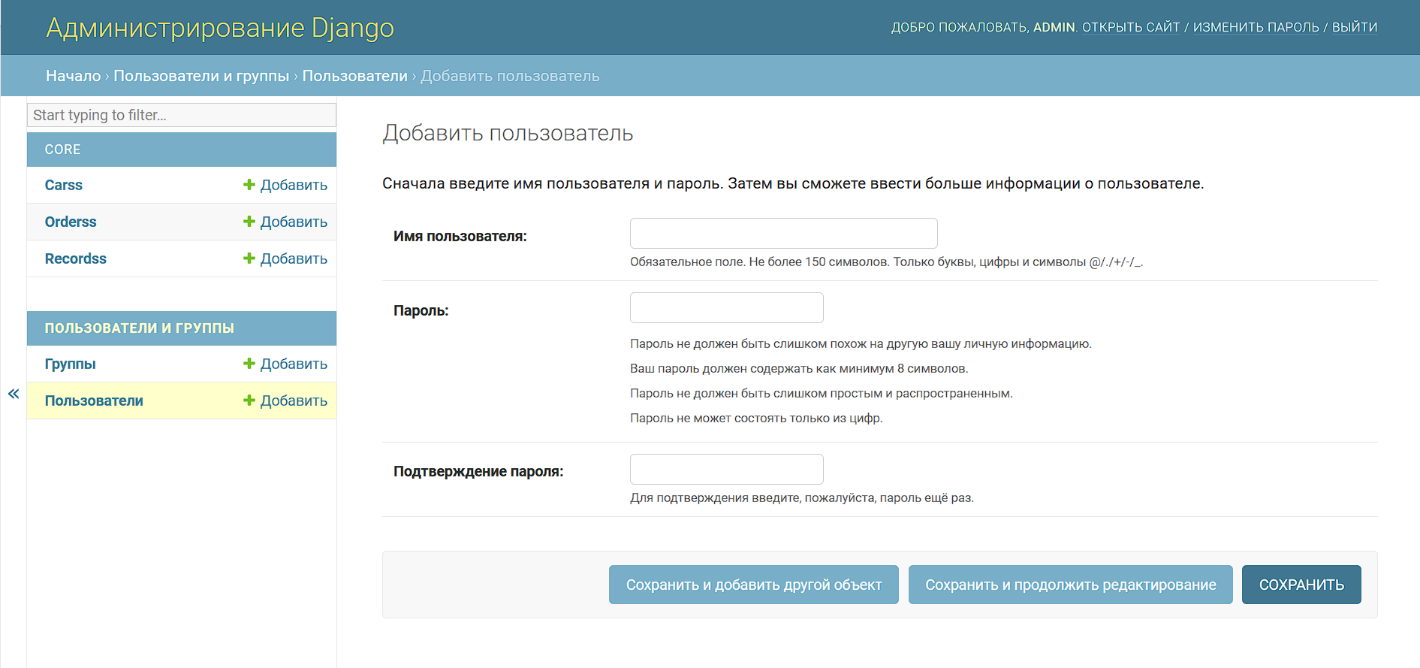 Администрирование Django
ДОБРО ПОЖАЛОВАТЬ, ADMIN. ОТКРЫТЬ САЙТ / ИЗМЕНИТЬ ПАРОЛЬ / ВЫЙТИ
Начало › Пользователи и группы › Пользователи › Добавить пользователь
Start typing to filter...
CORE
Carss + Добавить
Orderss + Добавить
Recordss + Добавить
ПОЛЬЗОВАТЕЛИ И ГРУППЫ
Группы + Добавить
Пользователи + Добавить
«
Добавить пользователь
Сначала введите имя пользователя и пароль. Затем вы сможете ввести больше информации о пользователе.
Имя пользователя:
Обязательное поле. Не более 150 символов. Только буквы, цифры и символы @/./+/-/_.
Пароль:
Пароль не должен быть слишком похож на другую вашу личную информацию.
Ваш пароль должен содержать как минимум 8 символов.
Пароль не должен быть слишком простым и распространенным.
Пароль не может состоять только из цифр.
Подтверждение пароля:
Для подтверждения введите, пожалуйста, пароль ещё раз.
Сохранить и добавить другой объект
Сохранить и продолжить редактирование
СОХРАНИТЬ